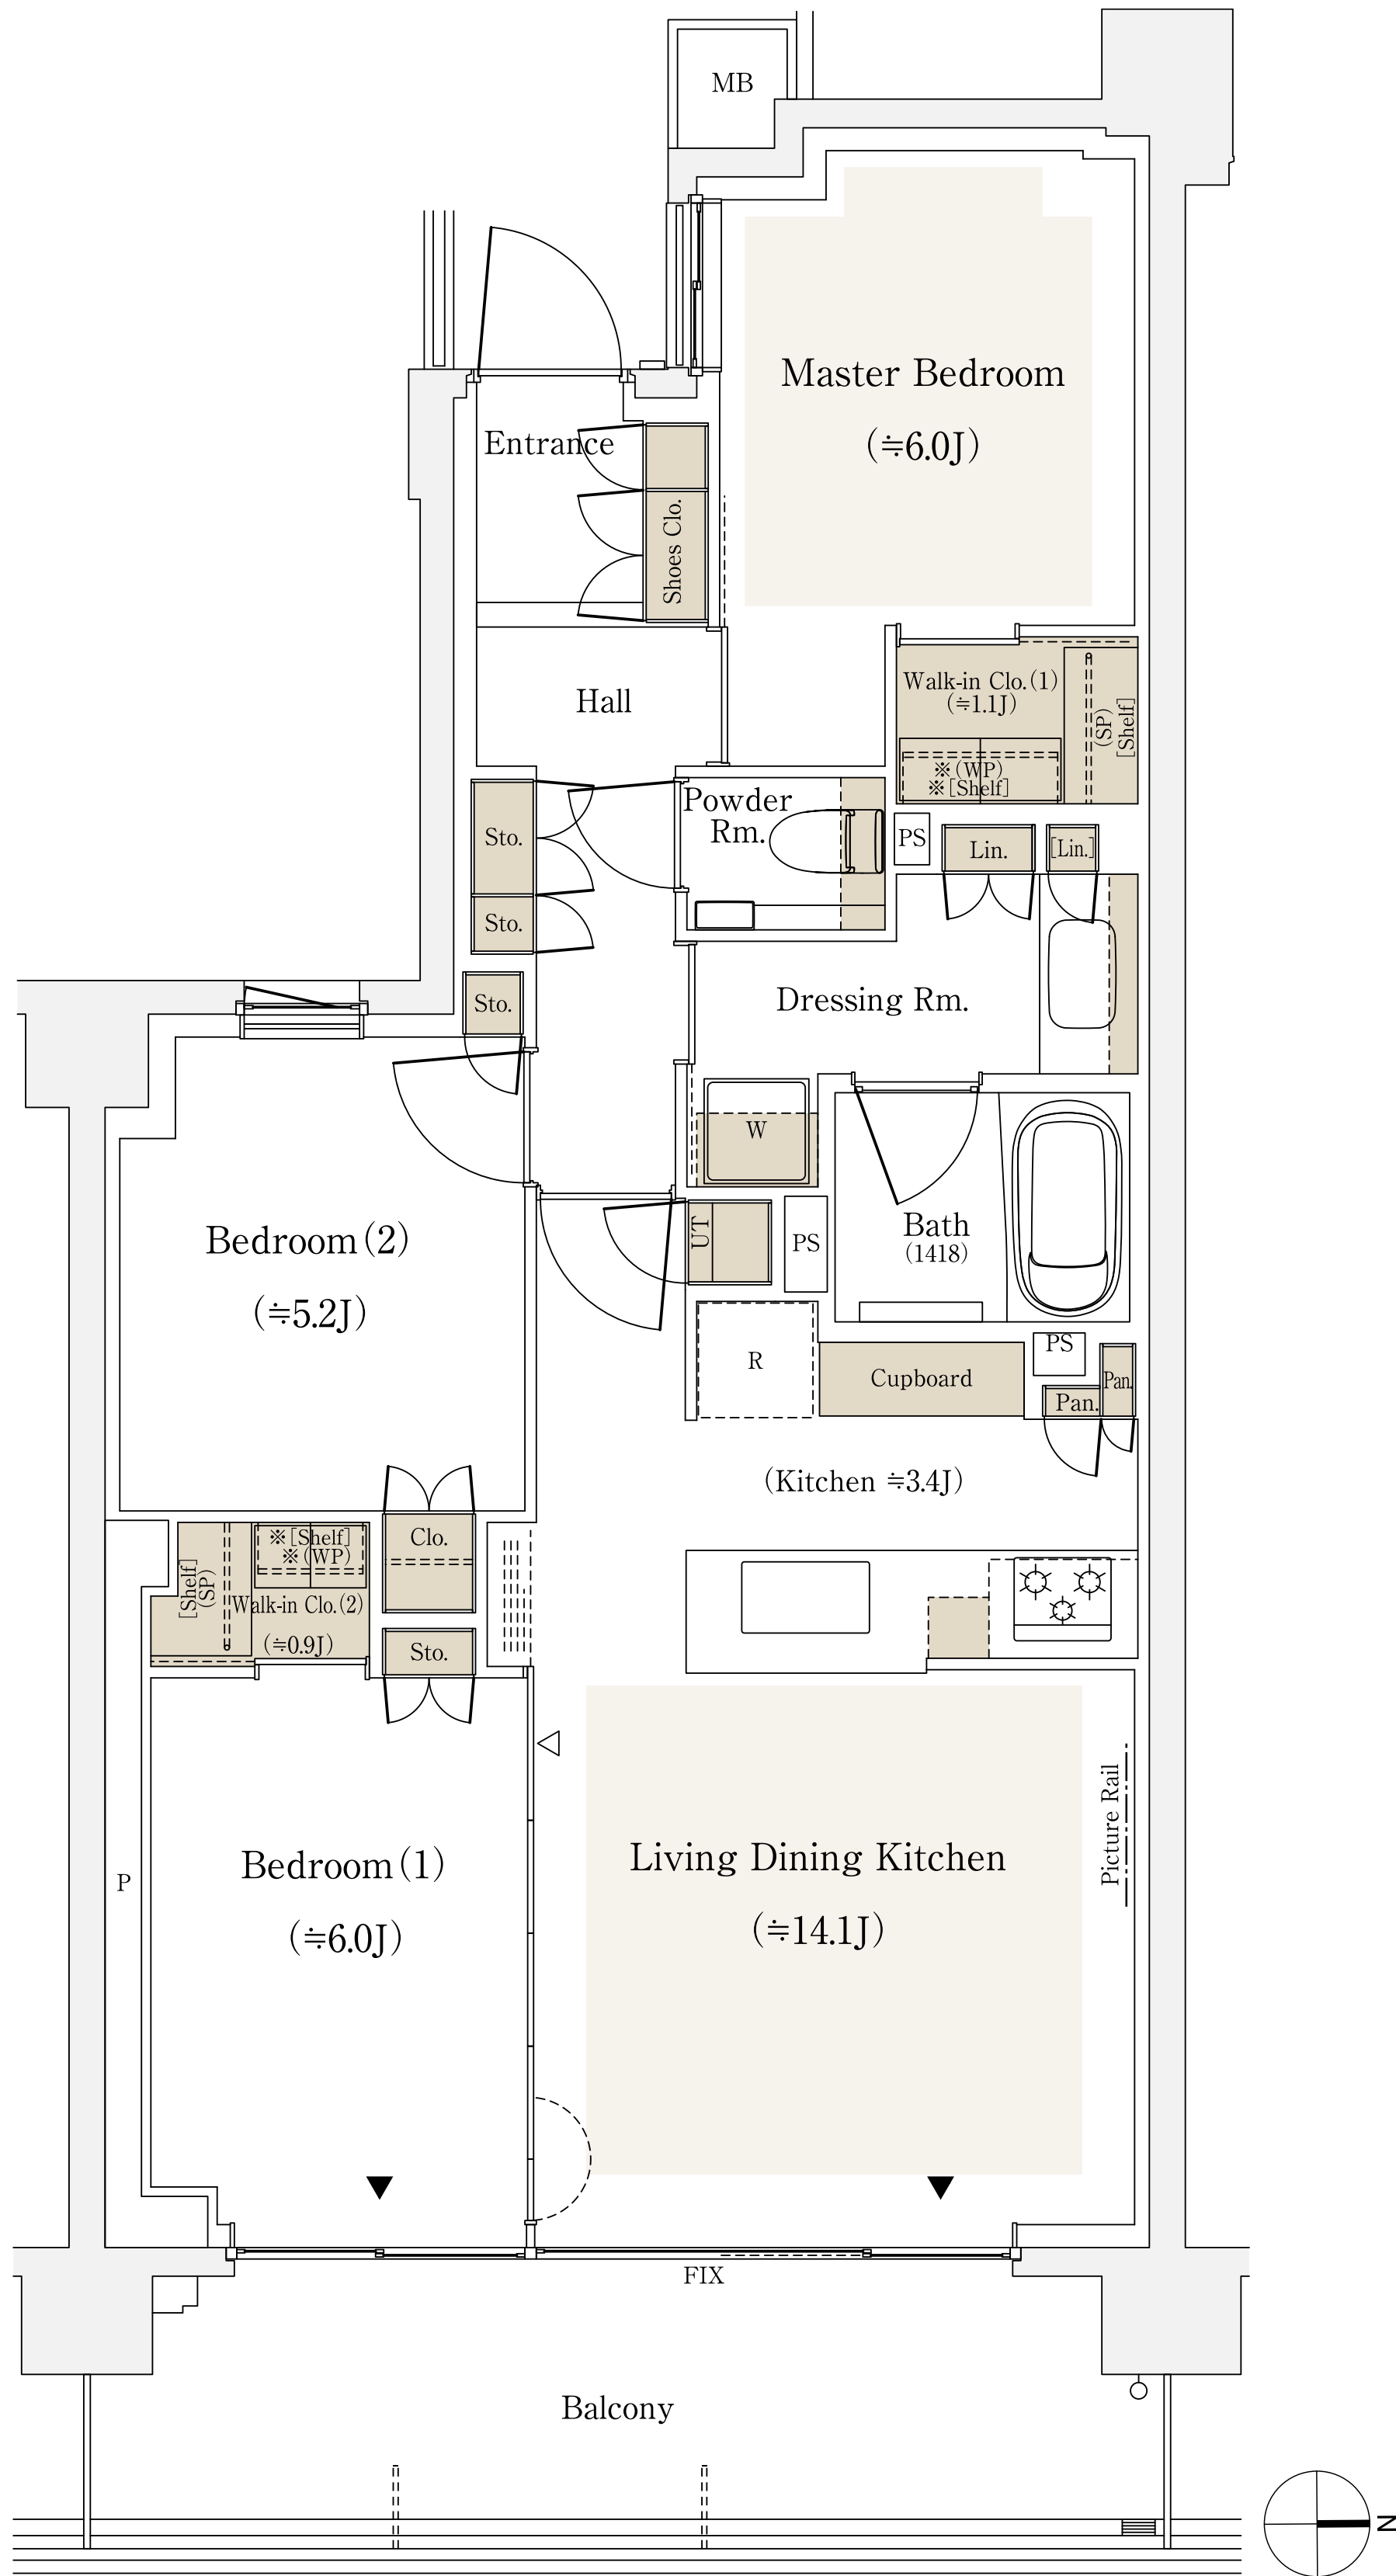 MB
Master Bedroom
(≒6.0J)
Entrance
Shoes Clo.
Hall
Walk-in Clo.(1)
(≒1.1J)
(SP)
[Shelf]
※(WP)
※[Shelf]
Powder
Rm.
PS
Lin.
[Lin.]
Sto.
Sto.
Sto.
Dressing Rm.
W
Bath
(1418)
UT
PS
Bedroom(2)
(≒5.2J)
R
Cupboard
PS
Pan.
Pan.
(Kitchen ≒3.4J)
※[Shelf]
※(WP)
[Shelf]
(SP)
Walk-in Clo.(2)
(≒0.9J)
Clo.
Sto.
Picture Rail
Living Dining Kitchen
(≒14.1J)
Bedroom(1)
(≒6.0J)
P
FIX
Balcony
N